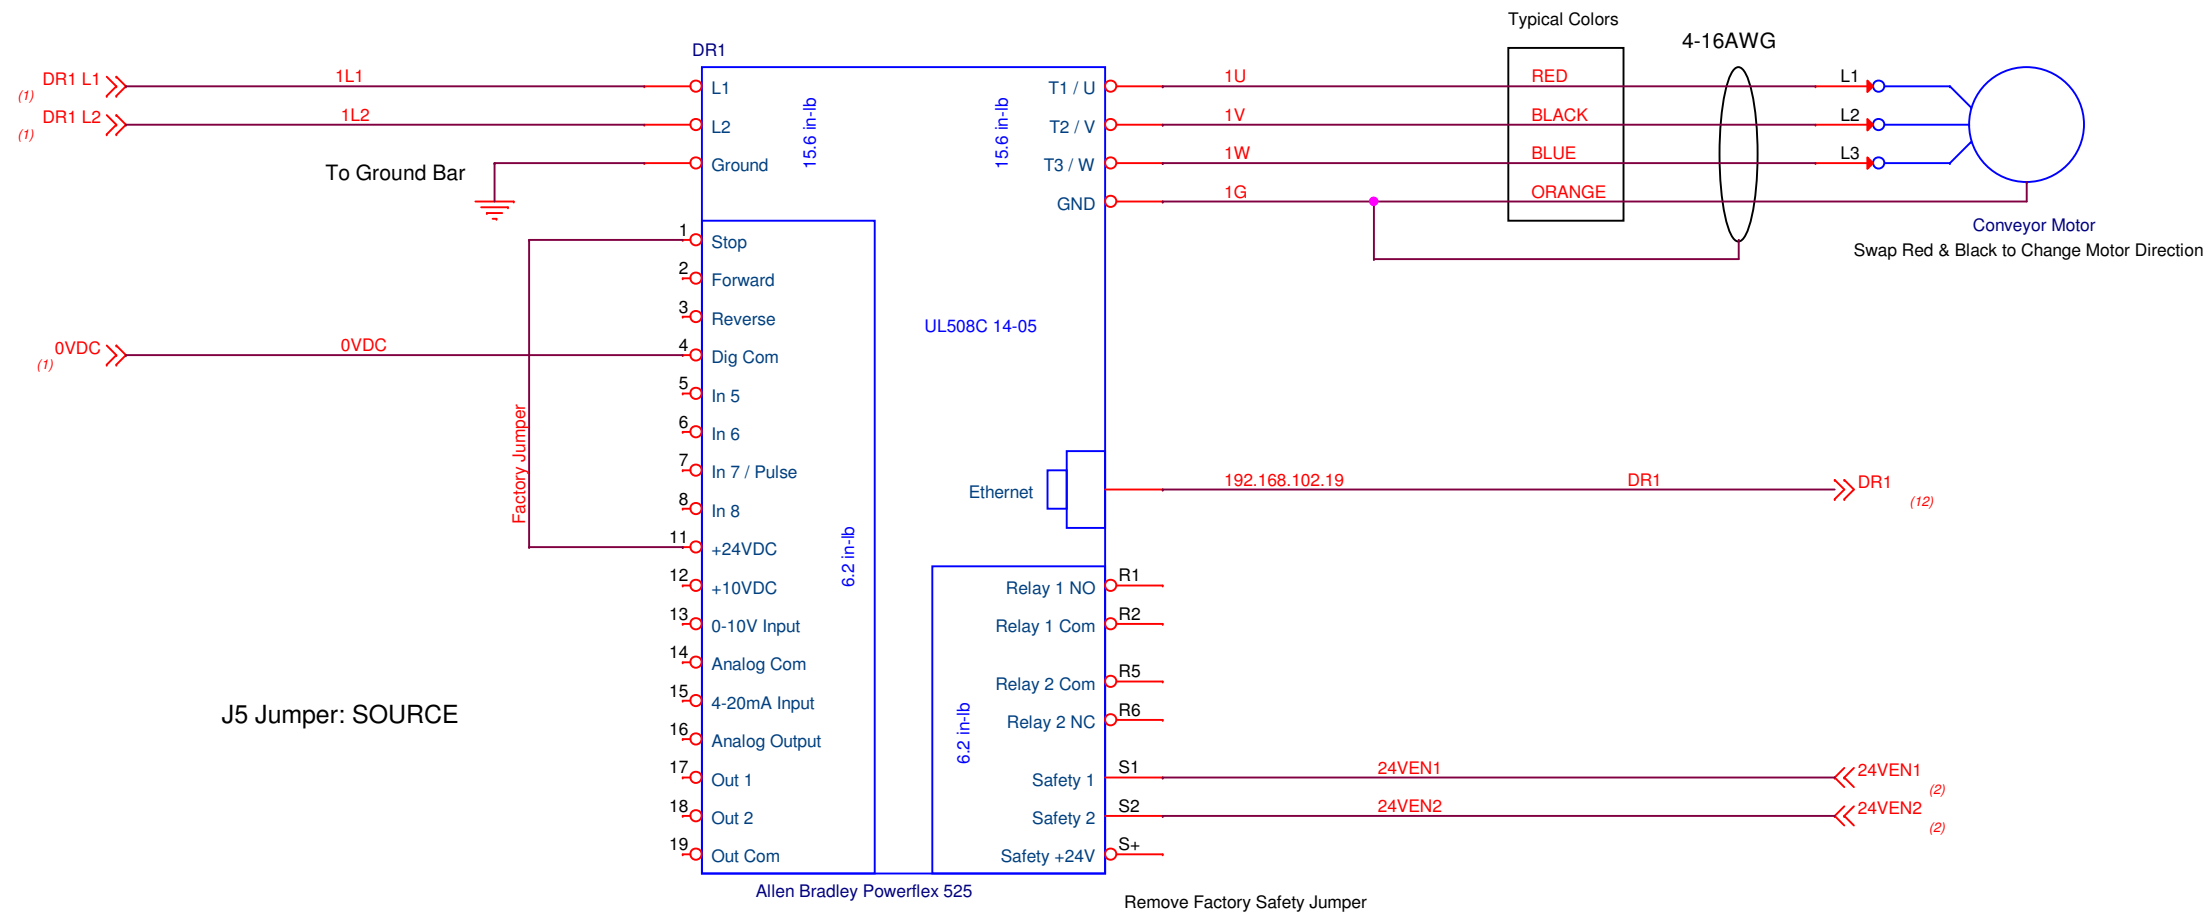 Typical Colors
4-16AWG
DR1
DR1 L1
(1)
1L1
L1
T1 / U
1U
RED
L1
DR1 L2
(1)
1L2
L2
T2 / V
1V
BLACK
L2
15.6 in-lb
15.6 in-lb
To Ground Bar
Ground
T3 / W
1W
BLUE
L3
GND
1G
ORANGE
Conveyor Motor
Swap Red & Black to Change Motor Direction
1
Stop
2
Forward
3
Reverse
UL508C 14-05
0VDC
(1)
0VDC
4
Dig Com
5
In 5
6
In 6
7
In 7 / Pulse
8
In 8
Factory Jumper
Ethernet
192.168.102.19
DR1
DR1
(12)
11
+24VDC
6.2 in-lb
12
+10VDC
13
0-10V Input
14
Analog Com
15
4-20mA Input
16
Analog Output
17
Out 1
18
Out 2
19
Out Com
J5 Jumper: SOURCE
Relay 1 NO
R1
Relay 1 Com
R2
Relay 2 Com
R5
Relay 2 NC
R6
6.2 in-lb
Safety 1
S1
24VEN1
24VEN1
(2)
Safety 2
S2
24VEN2
24VEN2
(2)
Safety +24V
S+
Allen Bradley Powerflex 525
Remove Factory Safety Jumper